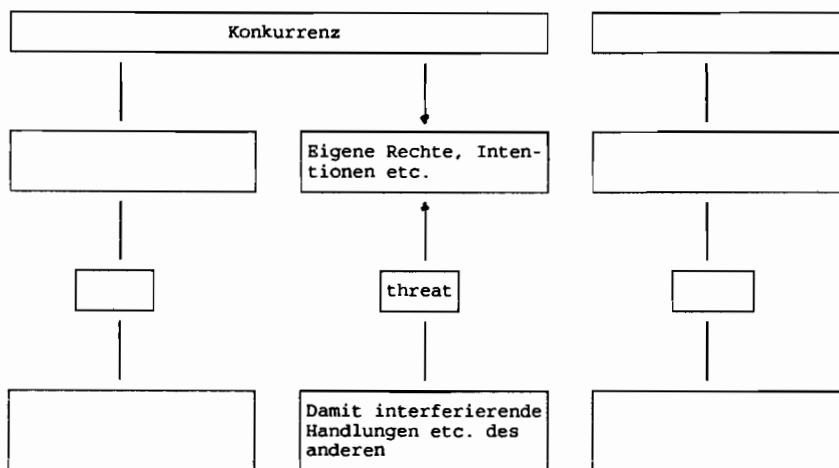 Konkurrenz
Eigene Rechte, Inten-
tionen etc.
threat
Damit interferierende
Handlungen etc. des
anderen